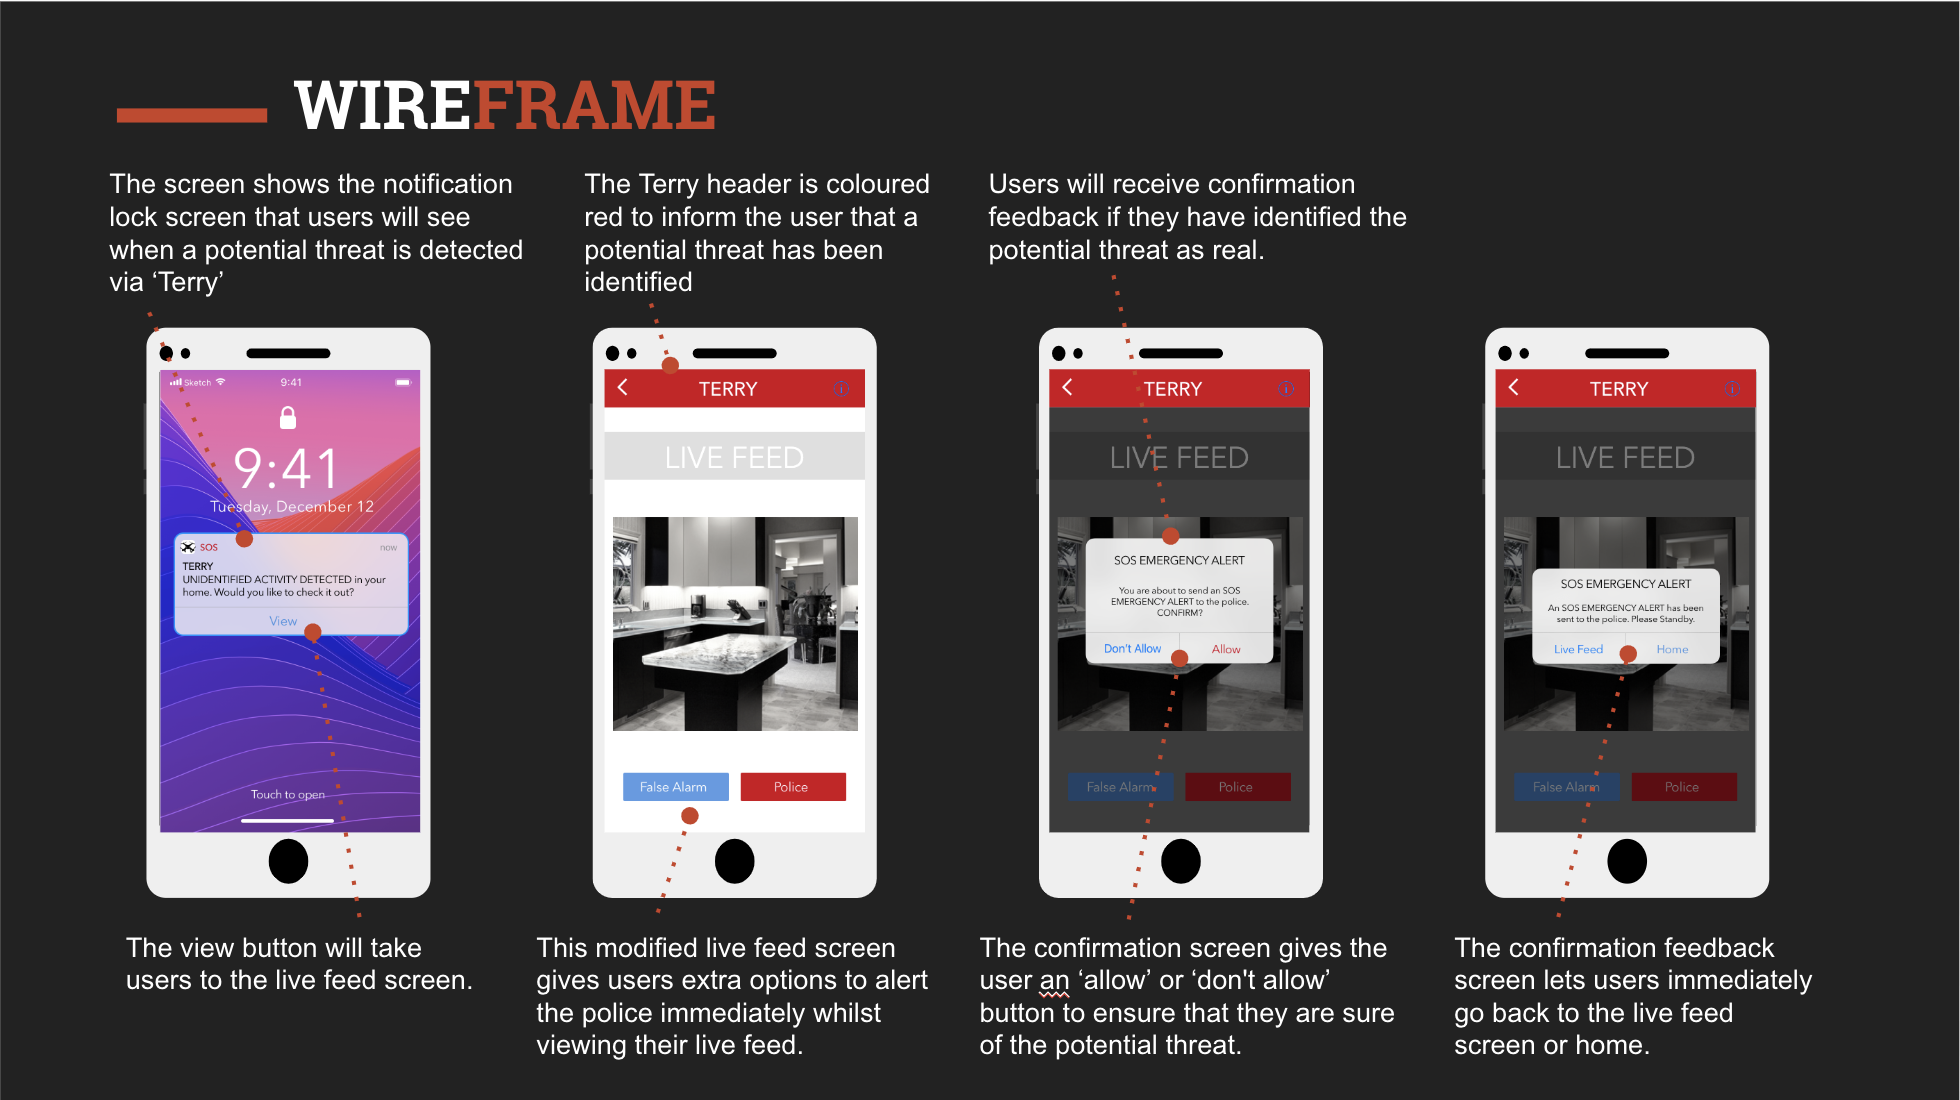 WIREFRAME
The screen shows the notification
lock screen that users will see
when a potential threat is detected
via ‘Terry’
The Terry header is coloured
red to inform the user that a
potential threat has been
identified
Users will receive confirmation
feedback if they have identified the
potential threat as real.
Sketch
9:41
9:41
Tuesday, December 12
SOS
now
TERRY
UNIDENTIFIED ACTIVITY DETECTED in your
home. Would you like to check it out?
View
Touch to open
TERRY
i
LIVE FEED
False Alarm
Police
TERRY
i
LIVE FEED
SOS EMERGENCY ALERT
You are about to send an SOS
EMERGENCY ALERT to the police.
CONFIRM?
Don't Allow
Allow
False Alarm
Police
TERRY
i
LIVE FEED
SOS EMERGENCY ALERT
An SOS EMERGENCY ALERT has been
sent to the police. Please Standby.
Live Feed
Home
False Alarm
Police
The view button will take
users to the live feed screen.
This modified live feed screen
gives users extra options to alert
the police immediately whilst
viewing their live feed.
The confirmation screen gives the
user an ‘allow’ or ‘don't allow’
button to ensure that they are sure
of the potential threat.
The confirmation feedback
screen lets users immediately
go back to the live feed
screen or home.